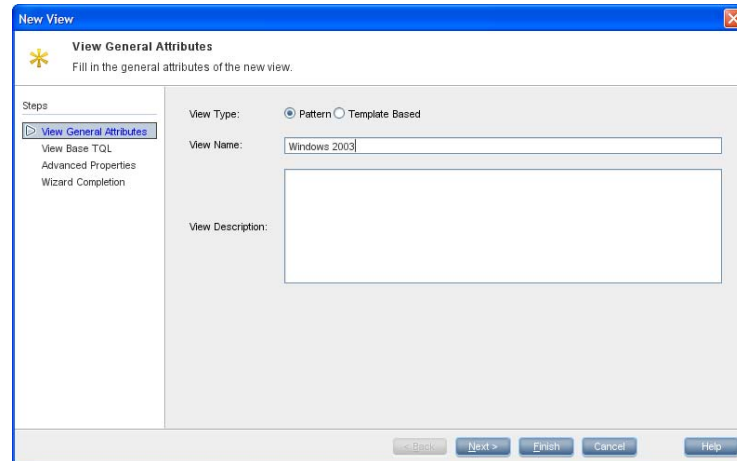 New View
View General Attributes
Fill in the general attributes of the new view.
Steps
View General Attributes
View Base TQL
Advanced Properties
Wizard Completion
View Type: Pattern Template Based
View Name: Windows 2003
View Description:
< Back Next > Finish Cancel Help